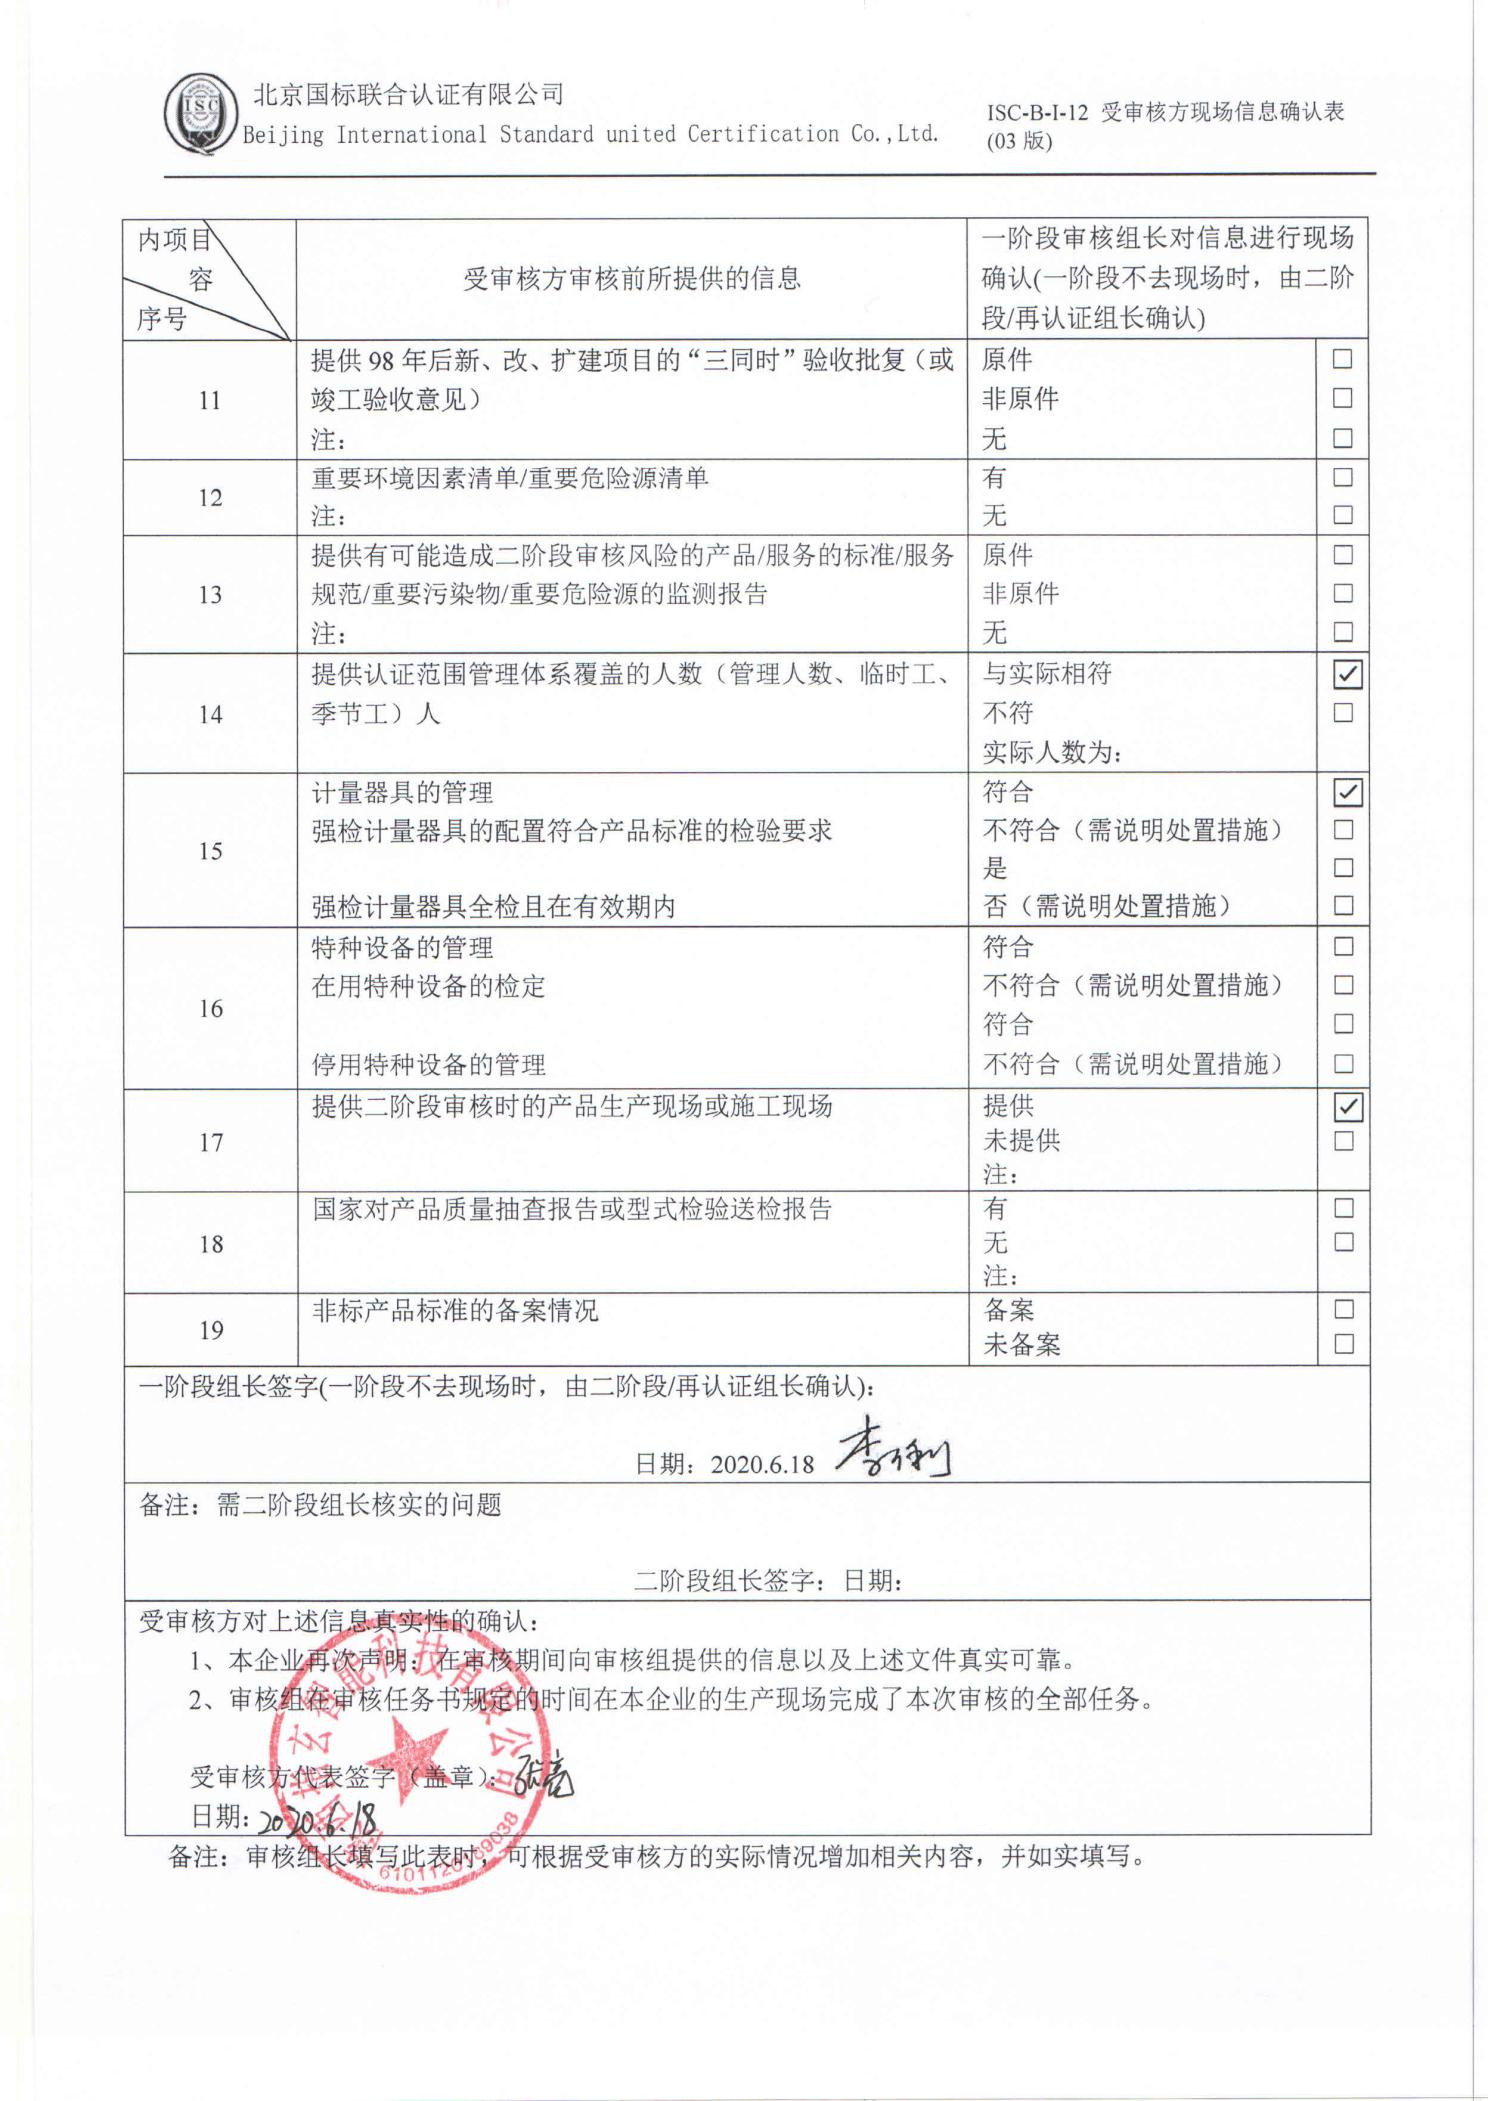 ISC
北京国标联合认证有限公司
Beijing International Standard united Certification Co.,Ltd.
ISC-B-I-12 受审核方现场信息确认表
(03 版)
内项目
容
序号
受审核方审核前所提供的信息
一阶段审核组长对信息进行现场
确认(一阶段不去现场时，由二阶
段/再认证组长确认)
11
提供 98 年后新、改、扩建项目的“三同时”验收批复（或
竣工验收意见）
注：
原件 □
非原件 □
无 □
12
重要环境因素清单/重要危险源清单
注：
有 □
无 □
13
提供有可能造成二阶段审核风险的产品/服务的标准/服务
规范/重要污染物/重要危险源的监测报告
注：
原件 □
非原件 □
无 □
14
提供认证范围管理体系覆盖的人数（管理人数、临时工、
季节工）人
与实际相符 ☑
不符 □
实际人数为：
15
计量器具的管理
强检计量器具的配置符合产品标准的检验要求
强检计量器具全检且在有效期内
符合 ☑
不符合（需说明处置措施） □
是 □
否（需说明处置措施） □
16
特种设备的管理
在用特种设备的检定
停用特种设备的管理
符合 □
不符合（需说明处置措施） □
符合 □
不符合（需说明处置措施） □
17
提供二阶段审核时的产品生产现场或施工现场
提供 ☑
未提供 □
注：
18
国家对产品质量抽查报告或型式检验送检报告
有 □
无 □
注：
19
非标产品标准的备案情况
备案 □
未备案 □
一阶段组长签字(一阶段不去现场时，由二阶段/再认证组长确认)：
日期：2020.6.18
备注：需二阶段组长核实的问题
二阶段组长签字：日期：
受审核方对上述信息真实性的确认：
1、本企业再次声明：在审核期间向审核组提供的信息以及上述文件真实可靠。
2、审核组在审核任务书规定的时间在本企业的生产现场完成了本次审核的全部任务。
受审核方代表签字（盖章）：张亮
日期：2020.6.18
备注：审核组长填写此表时，可根据受审核方的实际情况增加相关内容，并如实填写。
智能科技有限公司